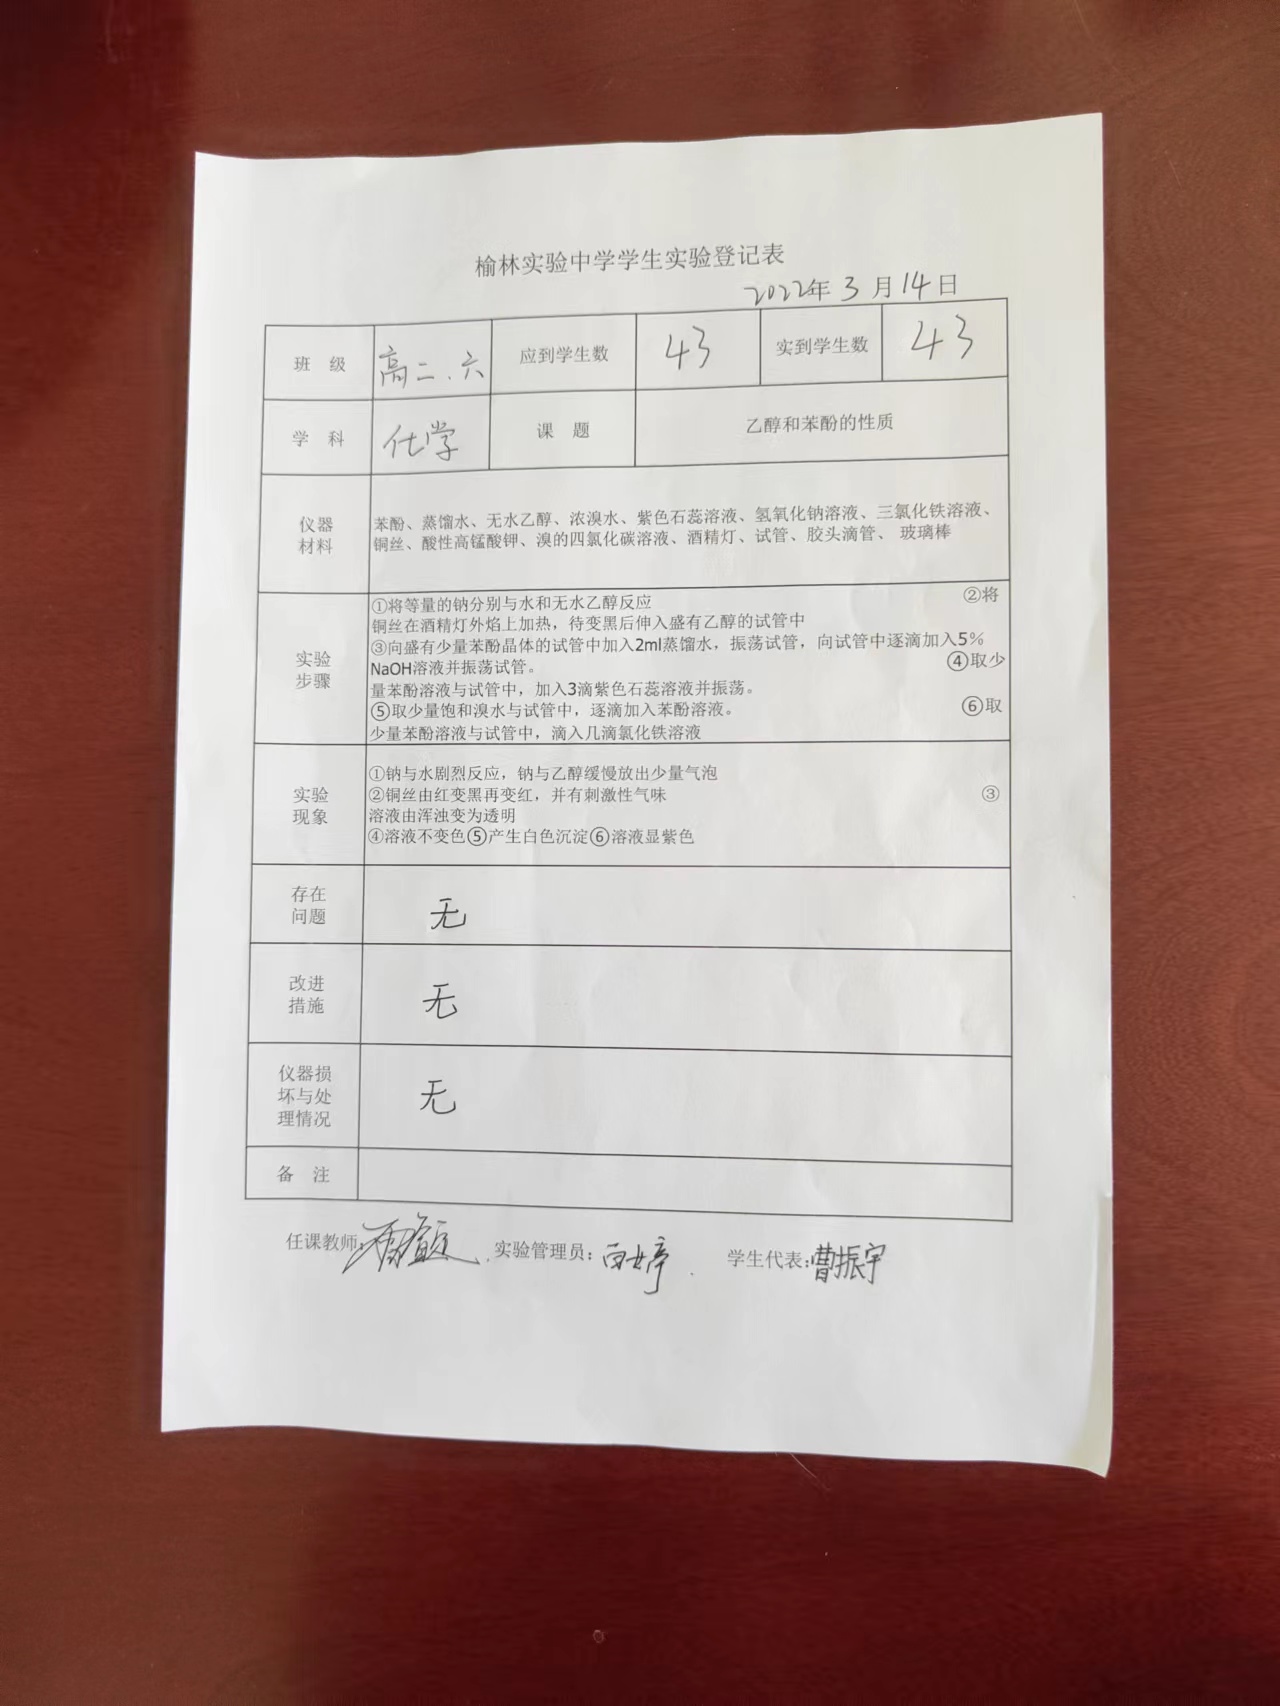 榆林实验中学学生实验登记表
2022年 3 月 14 日
班 级 高二.六 应到学生数 43 实到学生数 43
学 科 化学 课 题 乙醇和苯酚的性质
仪器
材料
苯酚、蒸馏水、无水乙醇、浓溴水、紫色石蕊溶液、氢氧化钠溶液、三氯化铁溶液、
铜丝、酸性高锰酸钾、溴的四氯化碳溶液、酒精灯、试管、胶头滴管、 玻璃棒
实验
步骤
①将等量的钠分别与水和无水乙醇反应 ②将
铜丝在酒精灯外焰上加热，待变黑后伸入盛有乙醇的试管中
③向盛有少量苯酚晶体的试管中加入2ml蒸馏水，振荡试管，向试管中逐滴加入5%
NaOH溶液并振荡试管。 ④取少
量苯酚溶液与试管中，加入3滴紫色石蕊溶液并振荡。
⑤取少量饱和溴水与试管中，逐滴加入苯酚溶液。 ⑥取
少量苯酚溶液与试管中，滴入几滴氯化铁溶液
实验
现象
①钠与水剧烈反应，钠与乙醇缓慢放出少量气泡
②铜丝由红变黑再变红，并有刺激性气味 ③
溶液由浑浊变为透明
④溶液不变色⑤产生白色沉淀⑥溶液显紫色
存在
问题
无
改进
措施
无
仪器损
坏与处
理情况
无
备 注
任课教师: 实验管理员：白婷 学生代表:曹振宇